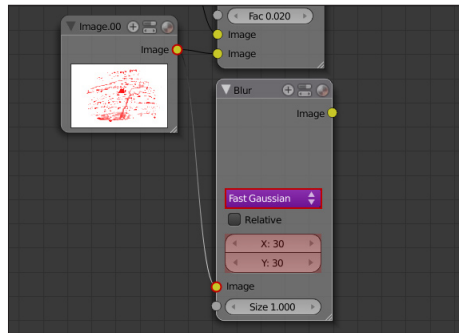 Image.00
Image
Fac 0.020
Image
Image
Blur
Image
Fast Gaussian
Relative
X: 30
Y: 30
Image
Size 1.000